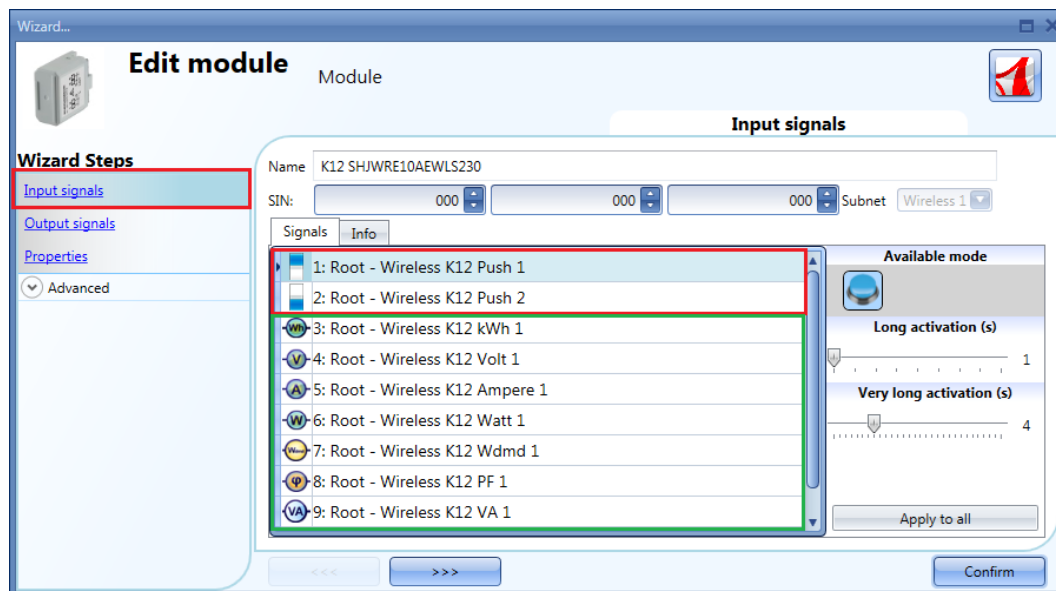 Wizard...
Edit module
Module
Input signals
Wizard Steps
Input signals
Output signals
Properties
Advanced
Name K12 SHJWRE10AEWLS230
SIN: 000 000 000 Subnet Wireless 1
Signals Info
1: Root - Wireless K12 Push 1
2: Root - Wireless K12 Push 2
Wh 3: Root - Wireless K12 kWh 1
V 4: Root - Wireless K12 Volt 1
A 5: Root - Wireless K12 Ampere 1
W 6: Root - Wireless K12 Watt 1
7: Root - Wireless K12 Wdmd 1
φ 8: Root - Wireless K12 PF 1
VA 9: Root - Wireless K12 VA 1
Available mode
Long activation (s)
1
Very long activation (s)
4
Apply to all
<<< >>> Confirm